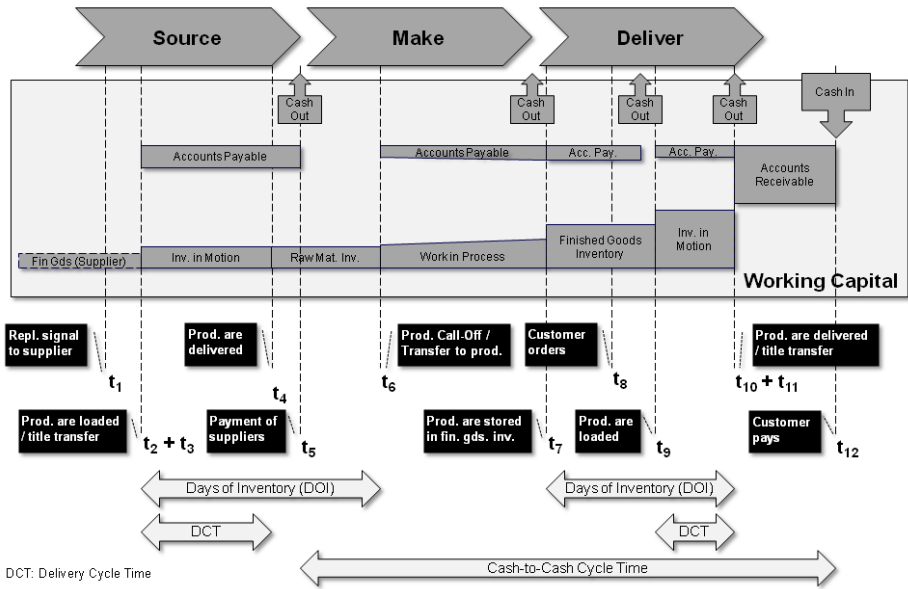 Source
Make
Deliver
Cash
Out
Cash
Out
Cash
Out
Cash
Out
Cash In
Accounts Payable
Accounts Payable
Acc. Pay.
Acc. Pay.
Accounts
Receivable
Fin Gds (Supplier)
Inv. in Motion
Raw Mat. Inv.
Work in Process
Finished Goods
Inventory
Inv. in
Motion
Working Capital
Repl. signal
to supplier
t1
Prod. are
delivered
t4
Prod. Call-Off /
Transfer to prod.
t6
Customer
orders
t8
t10 + t11
Prod. are delivered
/ title transfer
Prod. are loaded
/ title transfer
t2 + t3
Payment of
suppliers
t5
Prod. are stored
in fin. gds. inv.
t7
Prod. are
loaded
t9
Customer
pays
t12
Days of Inventory (DOI)
Days of Inventory (DOI)
DCT
DCT
Cash-to-Cash Cycle Time
DCT: Delivery Cycle Time